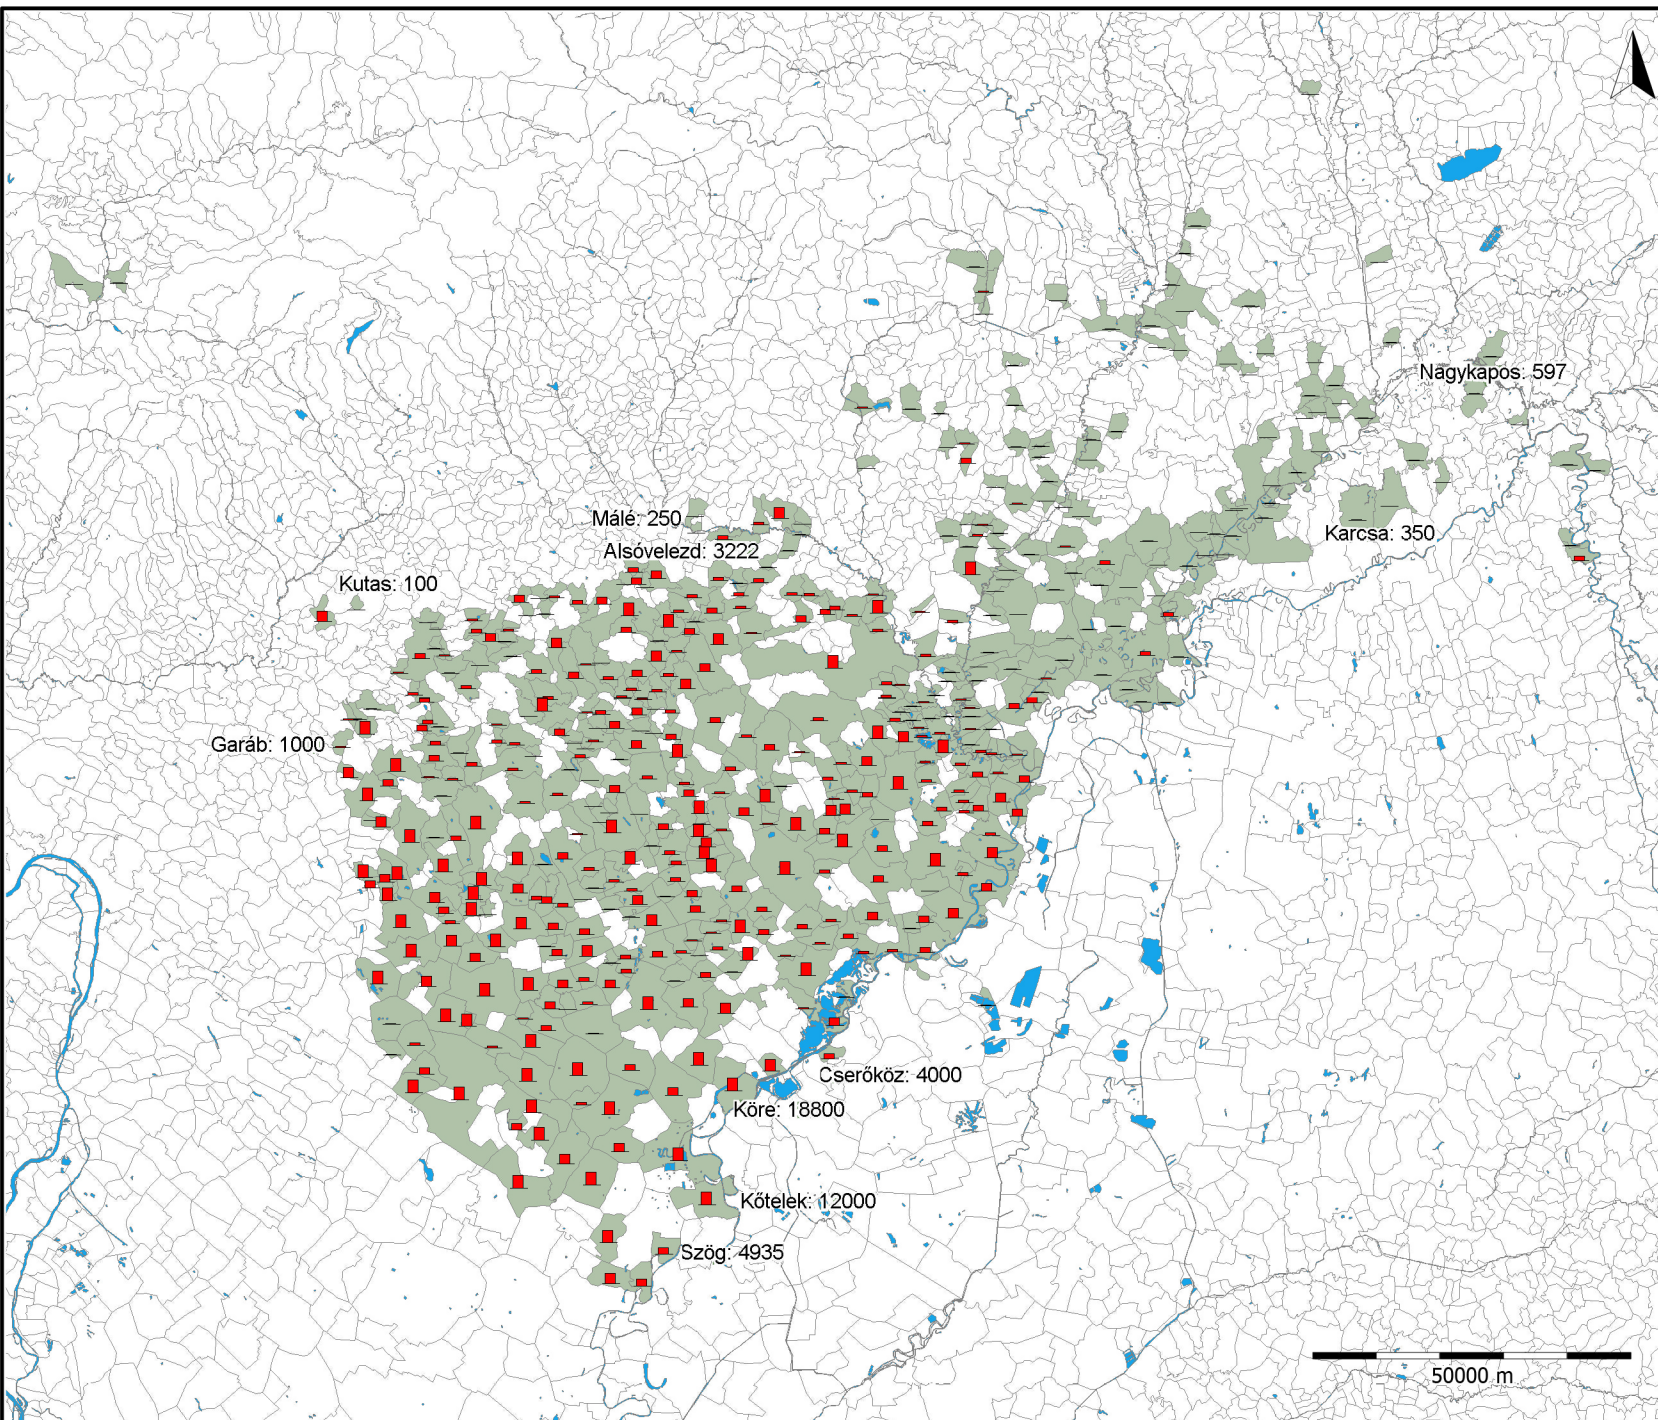 Nagykapos: 597
Málé: 250
Karcsa: 350
Alsóvelezd: 3222
Kutas: 100
Garáb: 1000
Cserőköz: 4000
Köre: 18800
Kőtelek: 12000
Szög: 4935
50000 m